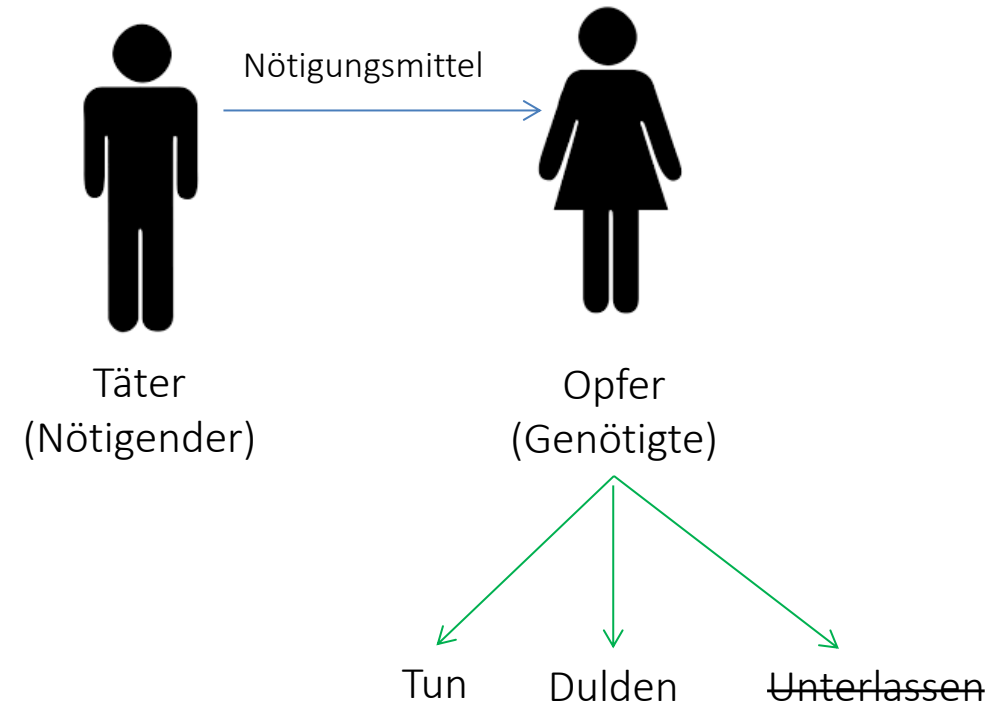 Nötigungsmittel
Täter
(Nötigender)
Opfer
(Genötigte)
Tun
Dulden
Unterlassen